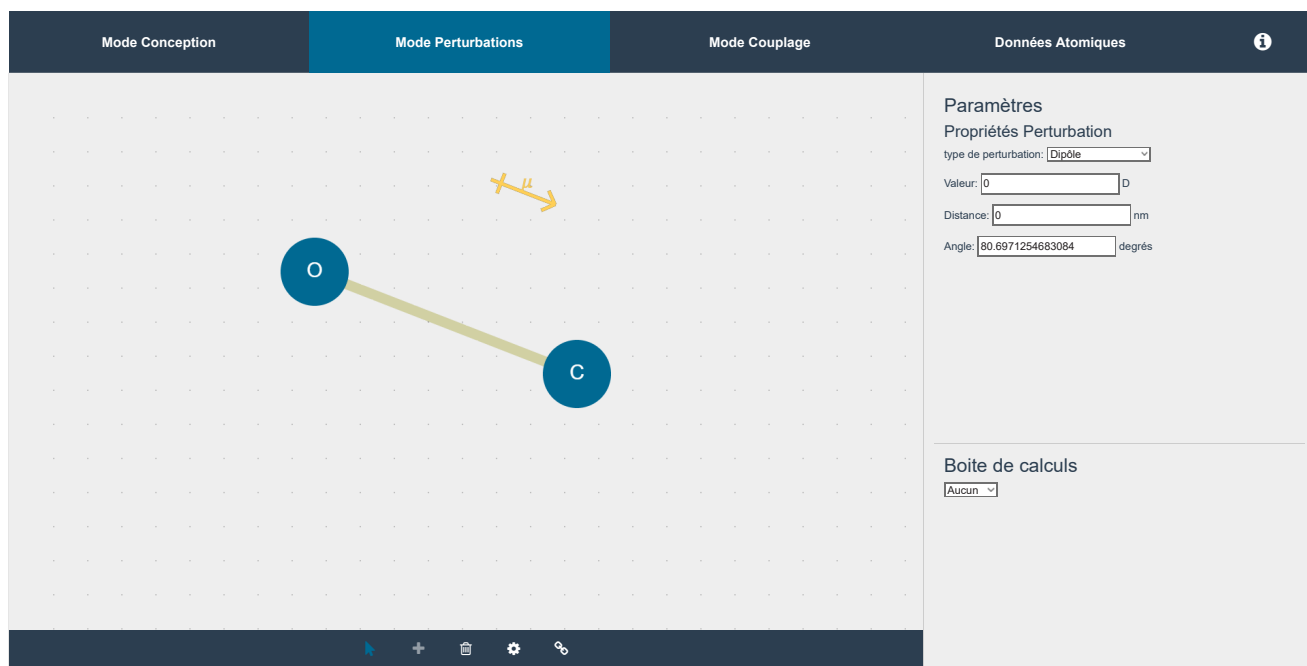 Mode Conception
Mode Perturbations
Mode Couplage
Données Atomiques
Paramètres
Propriétés Perturbation
type de perturbation: Dipôle
Valeur: 0 D
Distance: 0 nm
Angle: 80.6971254683084 degrés
μ
O
C
Boite de calculs
Aucun